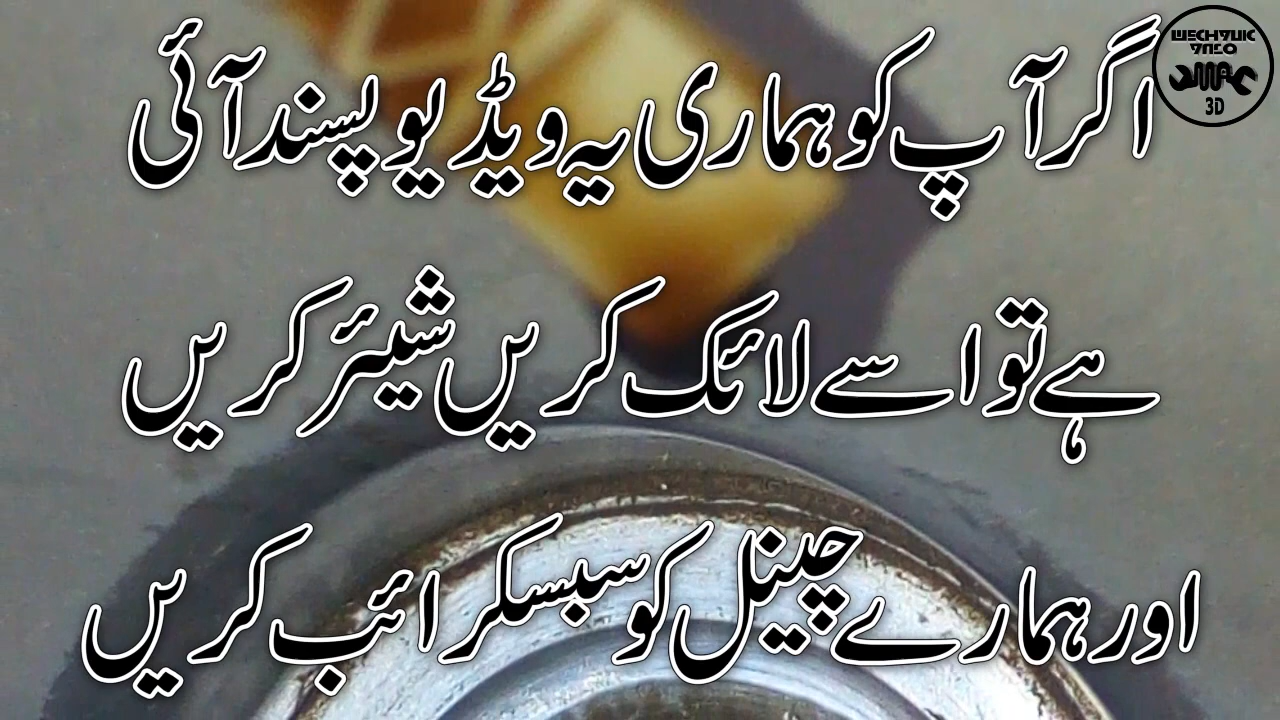 اگر آپ کو ہماری یہ ویڈیو پسند آئی
ہے تو اسے لائک کریں شیئر کریں
اور ہمارے چینل کو سبسکرائب کریں
3D